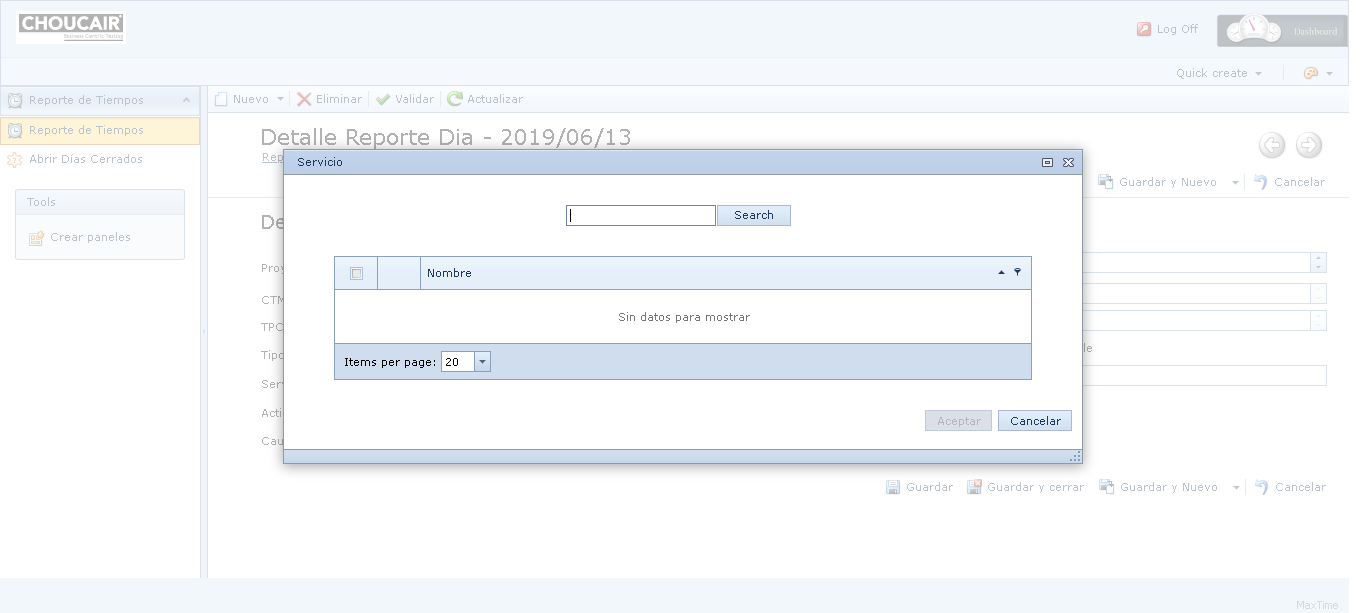 CHOUCAIR
Business Centric Testing
Log Off
Dashboard
Quick create
Reporte de Tiempos
Nuevo
Eliminar
Validar
Actualizar
Reporte de Tiempos
Abrir Días Cerrados
Tools
Crear paneles
Detalle Reporte Dia - 2019/06/13
Rep
Guardar y Nuevo
Cancelar
Servicio
Search
Nombre
Sin datos para mostrar
Items per page: 20
Aceptar
Cancelar
De
Proy
CTM
TPC
Tipo
le
Serv
Acti
Cau
Guardar
Guardar y cerrar
Guardar y Nuevo
Cancelar
MaxTime